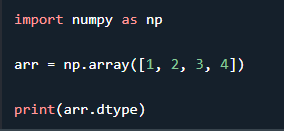 import numpy as np
arr = np.array([1, 2, 3, 4])
print(arr.dtype)